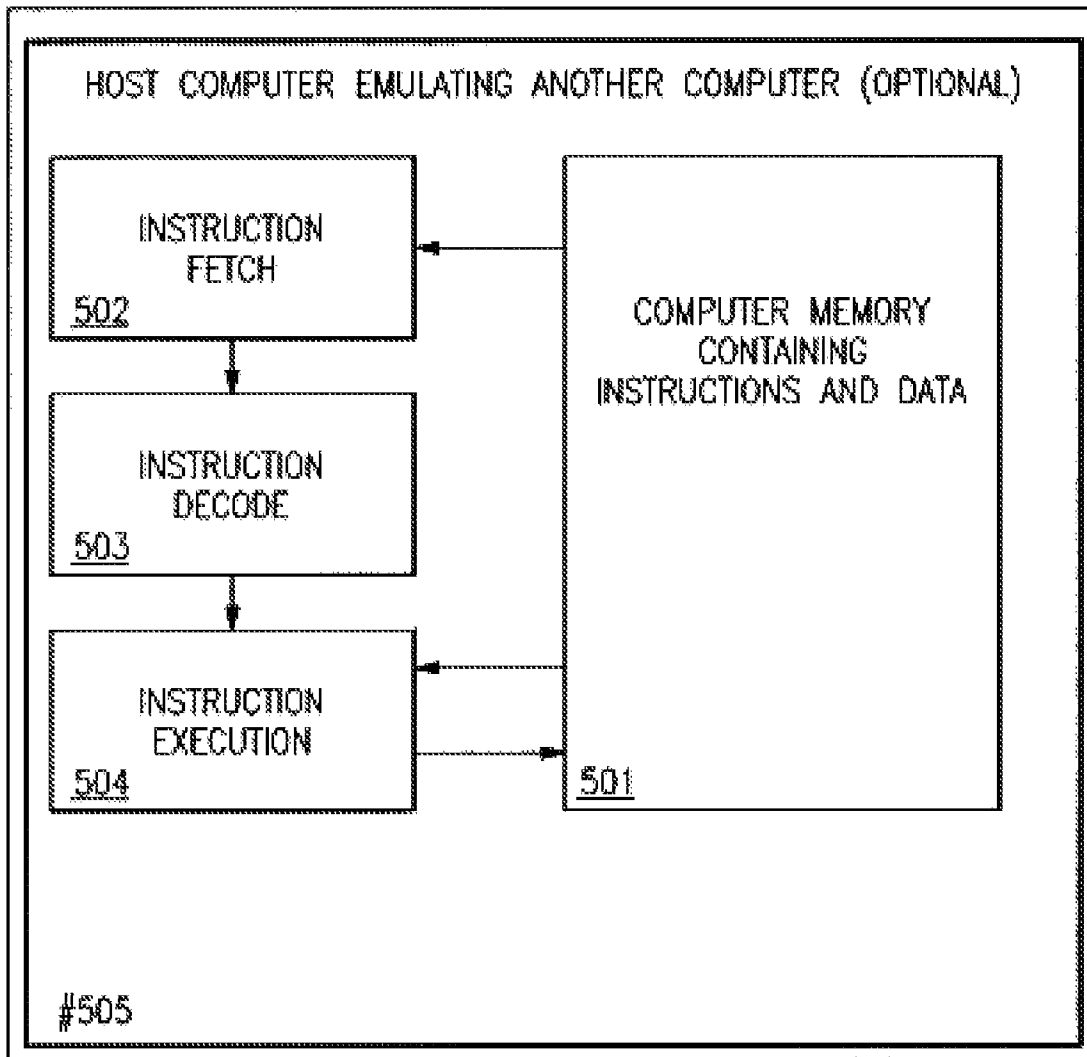 HOST COMPUTER EMULATING ANOTHER COMPUTER (OPTIONAL)
INSTRUCTION
FETCH
502
INSTRUCTION
DECODE
503
INSTRUCTION
EXECUTION
504
COMPUTER MEMORY
CONTAINING
INSTRUCTIONS AND DATA
501
#505